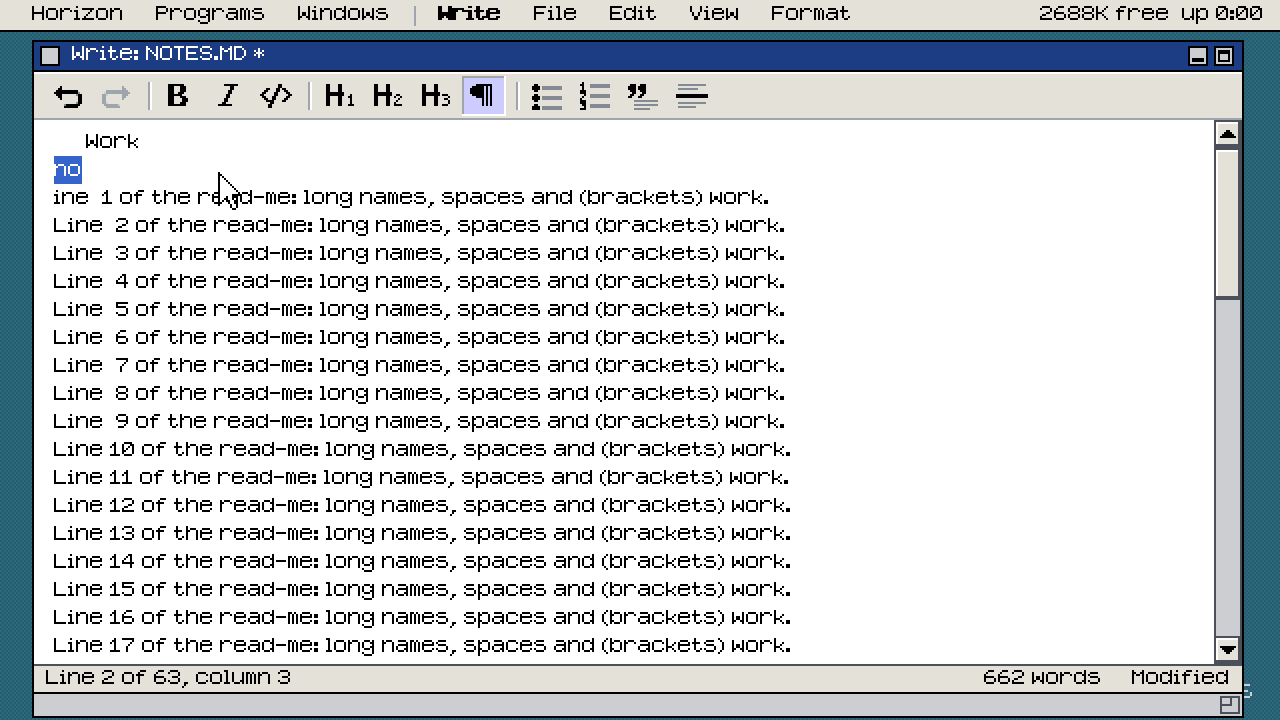 Horizon Programs Windows | Write File Edit View Format 2688K free up 0:00
Write: NOTES.MD *
B I </> H1 H2 H3 ¶
Work
no
ine  1 of the read-me: long names, spaces and (brackets) work.
Line  2 of the read-me: long names, spaces and (brackets) work.
Line  3 of the read-me: long names, spaces and (brackets) work.
Line  4 of the read-me: long names, spaces and (brackets) work.
Line  5 of the read-me: long names, spaces and (brackets) work.
Line  6 of the read-me: long names, spaces and (brackets) work.
Line  7 of the read-me: long names, spaces and (brackets) work.
Line  8 of the read-me: long names, spaces and (brackets) work.
Line  9 of the read-me: long names, spaces and (brackets) work.
Line 10 of the read-me: long names, spaces and (brackets) work.
Line 11 of the read-me: long names, spaces and (brackets) work.
Line 12 of the read-me: long names, spaces and (brackets) work.
Line 13 of the read-me: long names, spaces and (brackets) work.
Line 14 of the read-me: long names, spaces and (brackets) work.
Line 15 of the read-me: long names, spaces and (brackets) work.
Line 16 of the read-me: long names, spaces and (brackets) work.
Line 17 of the read-me: long names, spaces and (brackets) work.
Line 2 of 63, column 3 662 words Modified